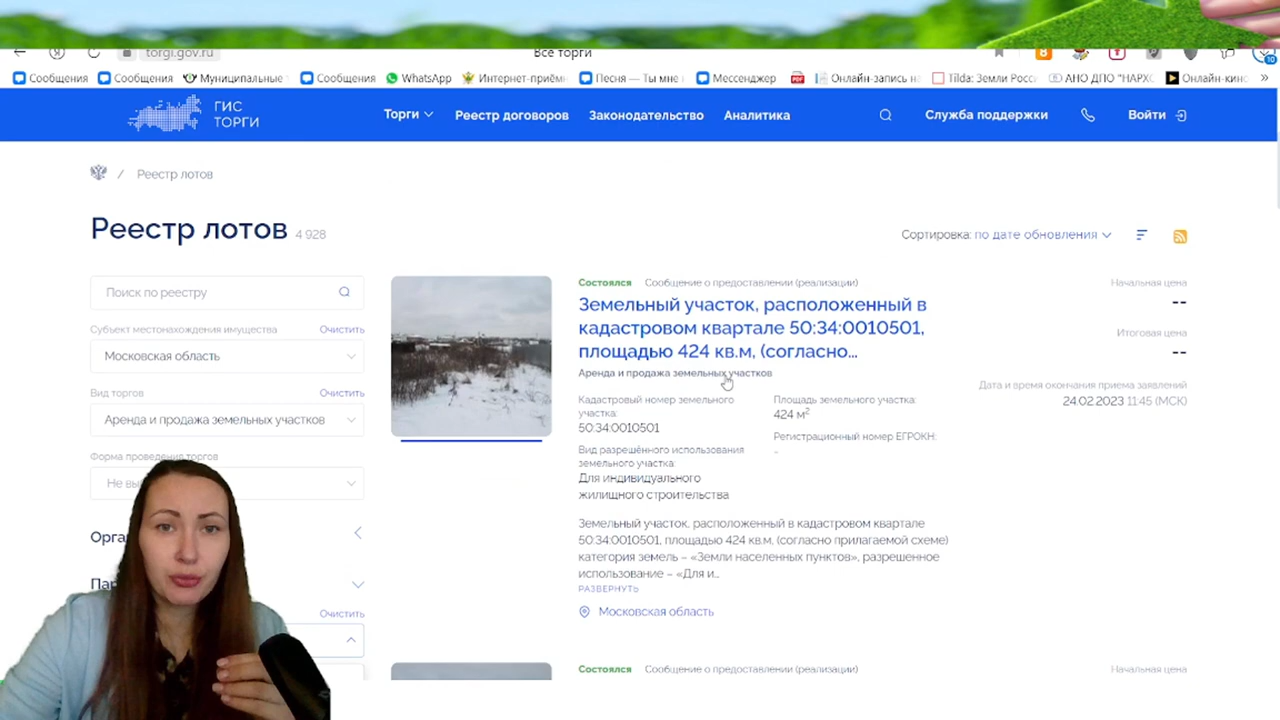 torgi.gov.ru
Все торги
Сообщения
Сообщения
Муниципальные
Сообщения
WhatsApp
Интернет-приём
Песня – Ты мне
Мессенджер
Онлайн-запись на
Tilda: Земли Росс
АНО ДПО "НАРХС
Онлайн-кино
10
ГИС
ТОРГИ
Торги
Реестр договоров
Законодательство
Аналитика
Служба поддержки
Войти
/ Реестр лотов
Реестр лотов 4 928
Сортировка: по дате обновления
Поиск по реестру
Субъект местонахождения имущества
Очистить
Московская область
Вид торгов
Очистить
Аренда и продажа земельных участков
Форма проведения торгов
Не вы
Орга
Пар
Очистить
Состоялся
Сообщение о предоставлении (реализации)
Земельный участок, расположенный в
кадастровом квартале 50:34:0010501,
площадью 424 кв.м, (согласно...
Аренда и продажа земельных участков
Кадастровый номер земельного
участка:
50:34:0010501
Вид разрешённого использования
земельного участка:
Для индивидуального
жилищного строительства
Площадь земельного участка:
424 м²
Регистрационный номер ЕГРОКН:
-
Земельный участок, расположенный в кадастровом квартале
50:34:0010501, площадью 424 кв.м, (согласно прилагаемой схеме)
категория земель – «Земли населенных пунктов», разрешенное
использование – «Для и...
РАЗВЕРНУТЬ
Московская область
Начальная цена
--
Итоговая цена
--
Дата и время окончания приема заявлений
24.02.2023 11:45 (МСК)
Состоялся
Сообщение о предоставлении (реализации)
Начальная цена